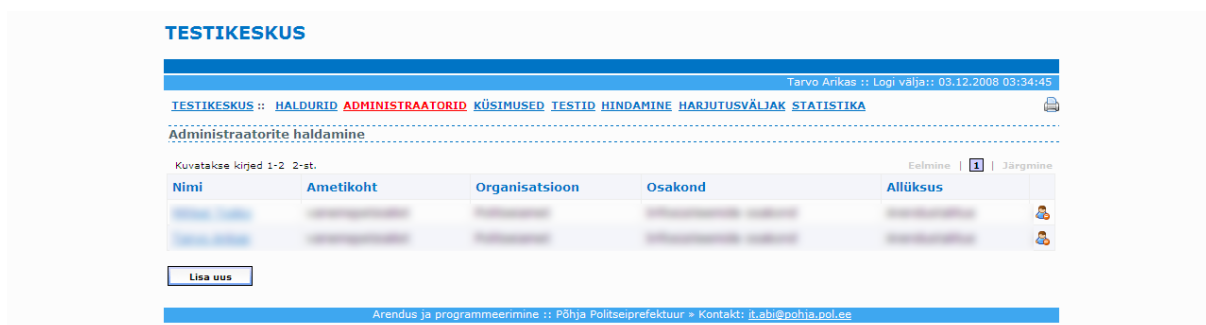 TESTIKESKUS
Tarvo Arikas :: Logi välja:: 03.12.2008 03:34:45
TESTIKESKUS :: HALDURID ADMINISTRAATORID KÜSIMUSED TESTID HINDAMINE HARJUTUSVÄLJAK STATISTIKA
Administraatorite haldamine
Kuvatakse kirjed 1-2 2-st. Eelmine | 1 | Järgmine
Nimi Ametikoht Organisatsioon Osakond Allüksus
Lisa uus
Arendus ja programmeerimine :: Põhja Politseiprefektuur » Kontakt: it.abi@pohja.pol.ee